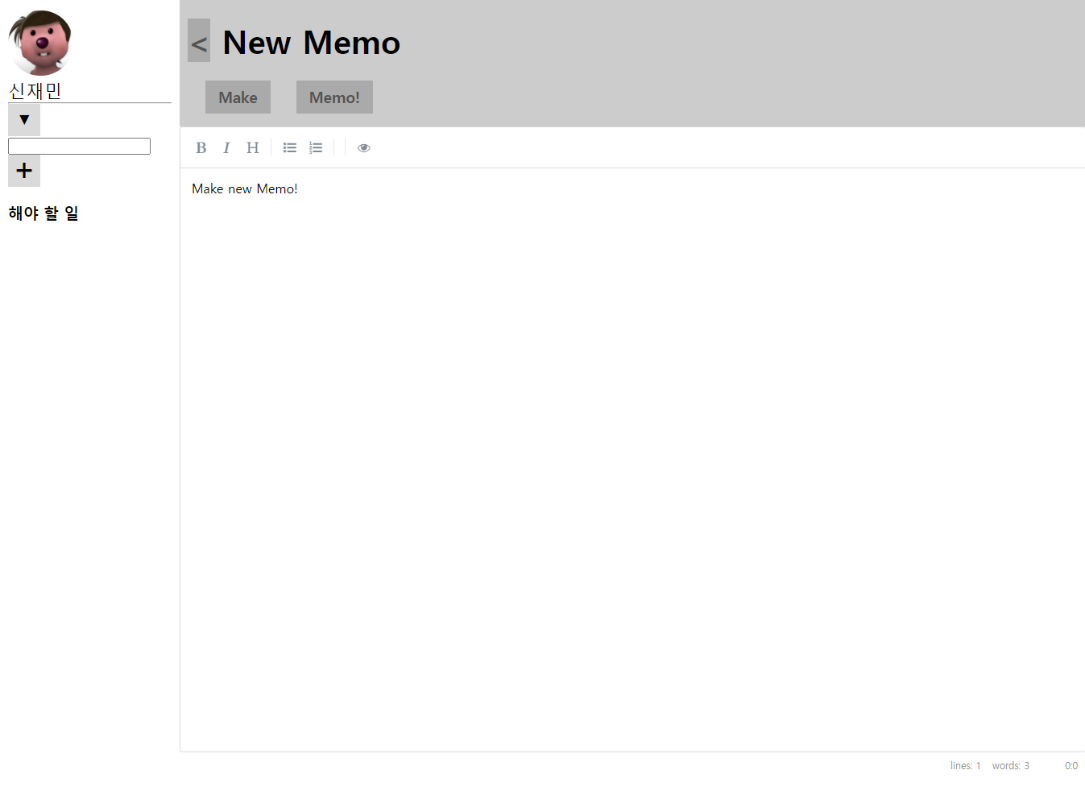 신재민
▼
+
해야 할 일
< New Memo
Make Memo!
B I H
Make new Memo!
lines: 1 words: 3 0:0